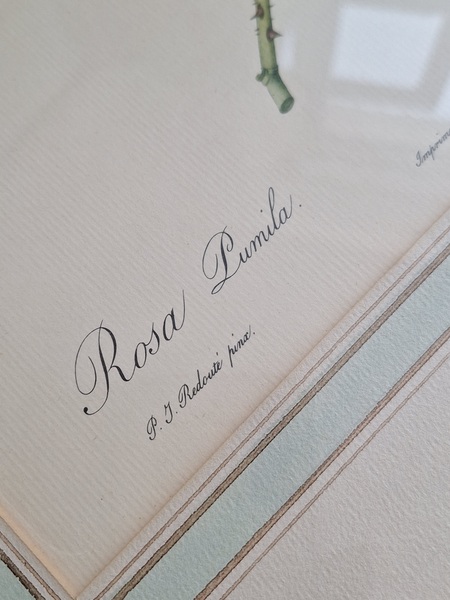 Rosa Pumila.
P. J. Redouté pinx.